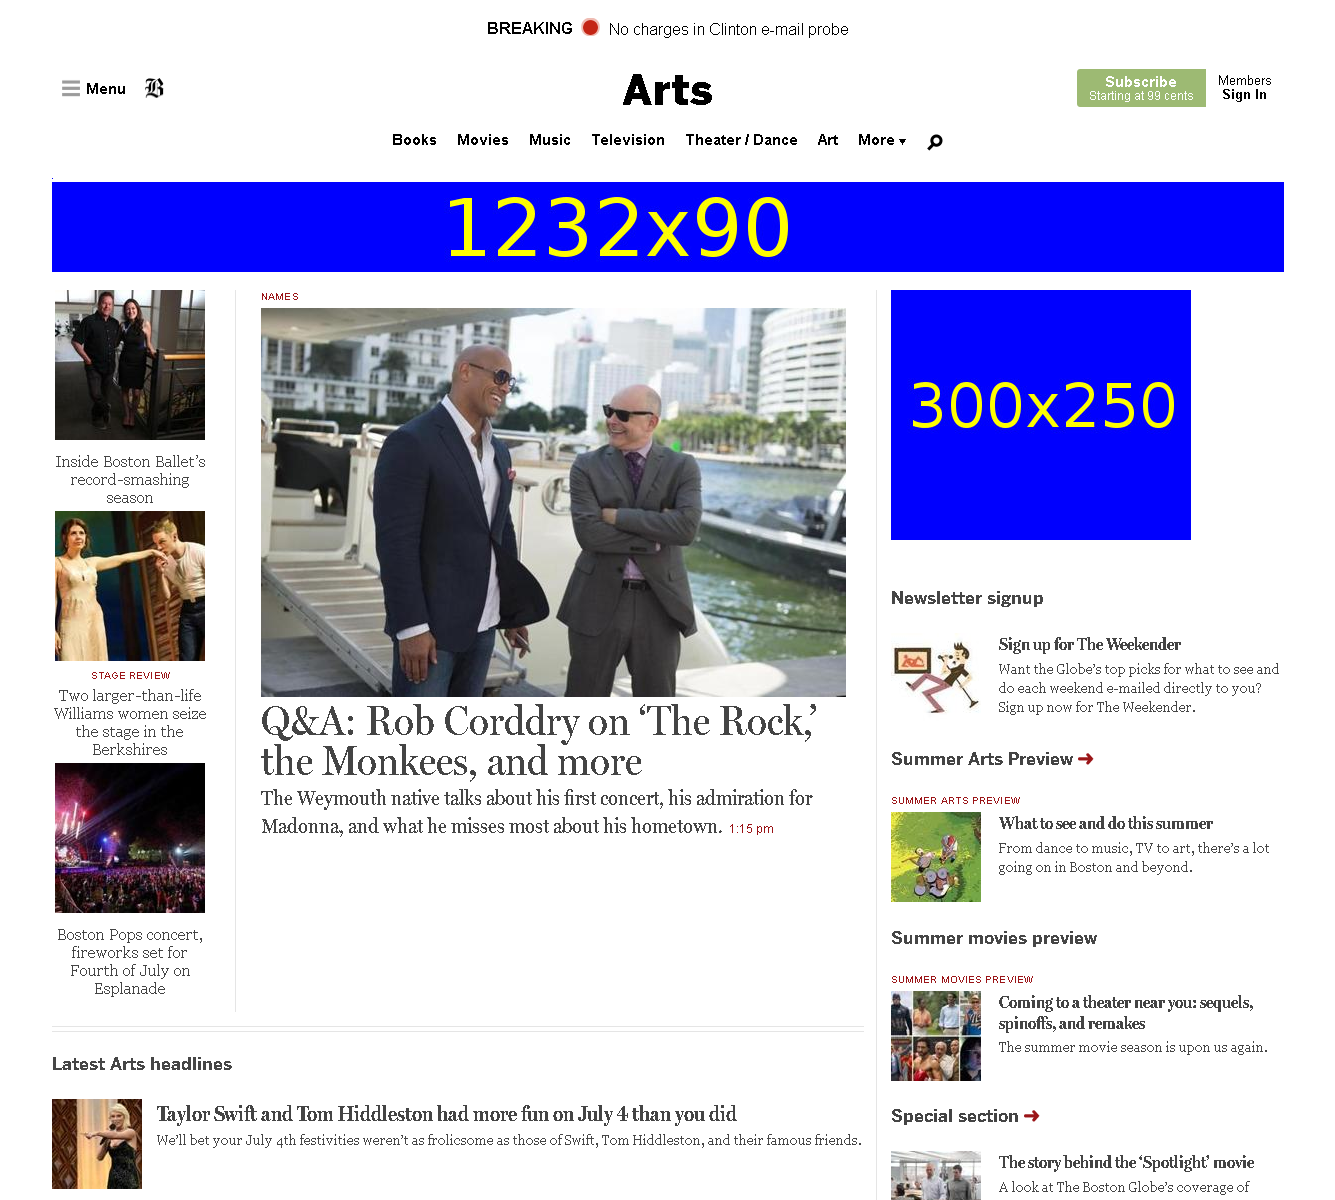 BREAKING No charges in Clinton e-mail probe
Menu B
Arts
Subscribe
Starting at 99 cents
Members
Sign In
Books Movies Music Television Theater / Dance Art More
1232x90
Inside Boston Ballet's
record-smashing
season
STAGE REVIEW
Two larger-than-life
Williams women seize
the stage in the
Berkshires
Boston Pops concert,
fireworks set for
Fourth of July on
Esplanade
NAMES
Q&A: Rob Corddry on ‘The Rock,’
the Monkees, and more
The Weymouth native talks about his first concert, his admiration for
Madonna, and what he misses most about his hometown. 1:15 pm
300x250
Newsletter signup
Sign up for The Weekender
Want the Globe's top picks for what to see and
do each weekend e-mailed directly to you?
Sign up now for The Weekender.
Summer Arts Preview
SUMMER ARTS PREVIEW
What to see and do this summer
From dance to music, TV to art, there's a lot
going on in Boston and beyond.
Summer movies preview
SUMMER MOVIES PREVIEW
Coming to a theater near you: sequels,
spinoffs, and remakes
The summer movie season is upon us again.
Special section
The story behind the ‘Spotlight’ movie
A look at The Boston Globe's coverage of
Latest Arts headlines
Taylor Swift and Tom Hiddleston had more fun on July 4 than you did
We'll bet your July 4th festivities weren't as frolicsome as those of Swift, Tom Hiddleston, and their famous friends.